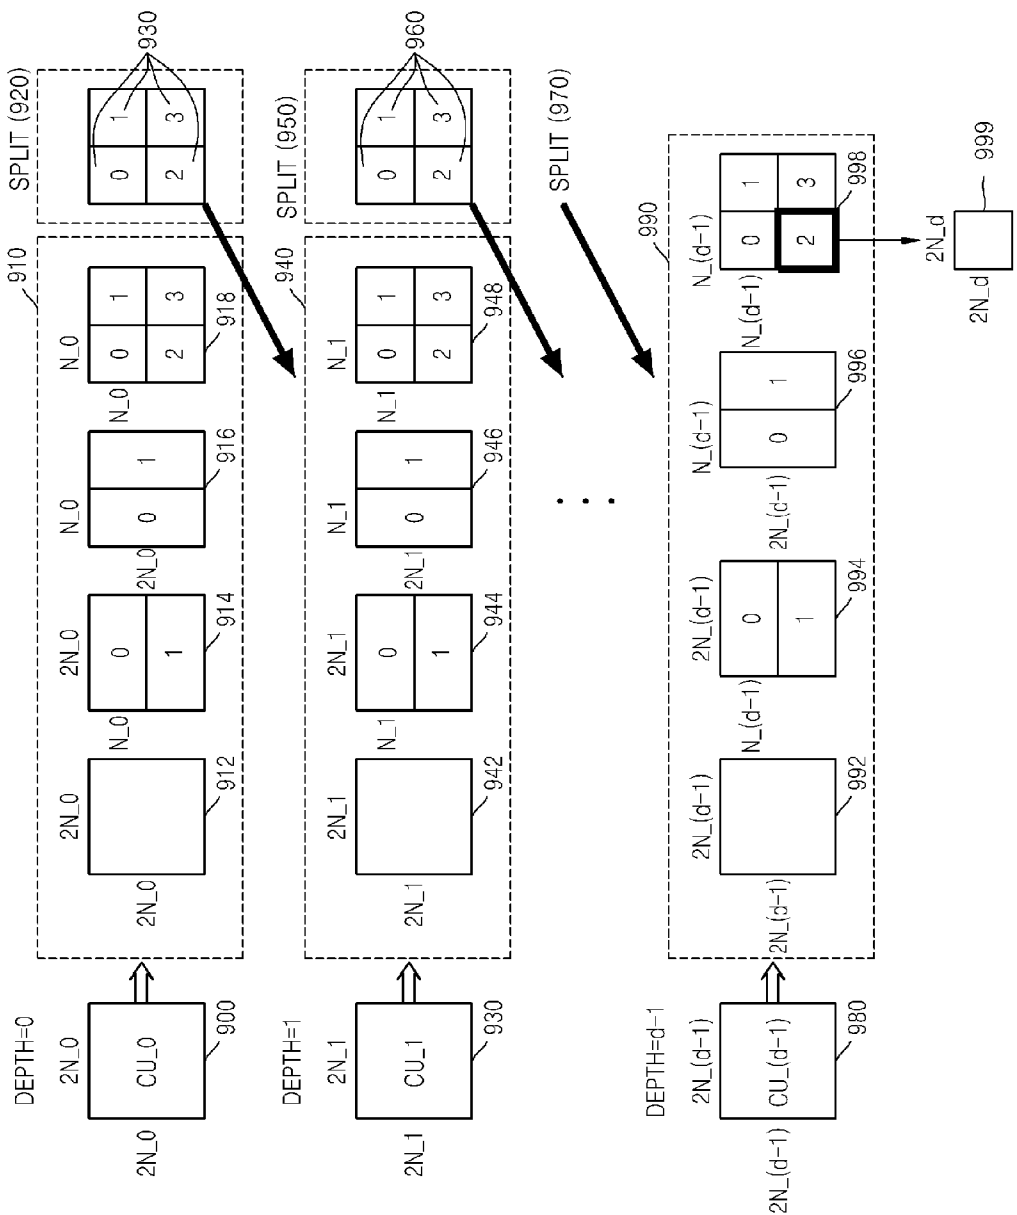 DEPTH=0
2N_0
2N_0
CU_0
900
910
2N_0
2N_0
912
2N_0
N_0
0
1
914
N_0
2N_0
0
1
916
N_0
N_0
0
1
2
3
918
SPLIT (920)
0
1
2
3
930
DEPTH=1
2N_1
2N_1
CU_1
930
940
2N_1
2N_1
942
2N_1
N_1
0
1
944
N_1
2N_1
0
1
946
N_1
N_1
0
1
2
3
948
SPLIT (950)
0
1
2
3
960
SPLIT (970)
DEPTH=d-1
2N_(d-1)
2N_(d-1)
CU_(d-1)
980
990
2N_(d-1)
2N_(d-1)
992
2N_(d-1)
N_(d-1)
0
1
994
N_(d-1)
2N_(d-1)
0
1
996
N_(d-1)
N_(d-1)
0
1
2
3
998
2N_d
2N_d
999